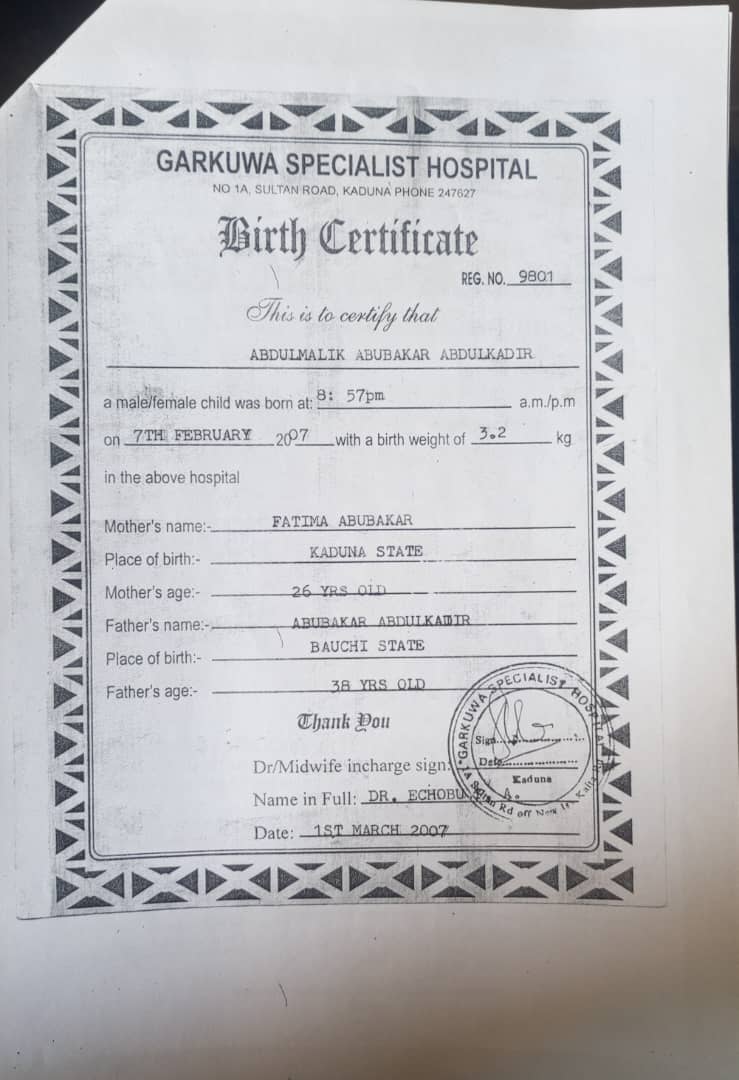 GARKUWA SPECIALIST HOSPITAL
NO 1A, SULTAN ROAD, KADUNA PHONE 247627
Birth Certificate
REG. NO. 9801
This is to certify that
ABDULMALIK ABUBAKAR ABDULKADIR
a male/female child was born at: 8: 57pm a.m./p.m
on 7TH FEBRUARY 2007 with a birth weight of 3.2 kg
in the above hospital
Mother's name:- FATIMA ABUBAKAR
Place of birth:- KADUNA STATE
Mother's age:- 26 YRS OLD
Father's name:- ABUBAKAR ABDULKADIR
Place of birth:- BAUCHI STATE
Father's age:- 38 YRS OLD
Thank You
Dr/Midwife incharge sign:
Name in Full: DR. ECHOBU A.
Date: 1ST MARCH 2007
GARKUWA SPECIALIST HOSPITAL
Sign
Date
Kaduna
Rd off